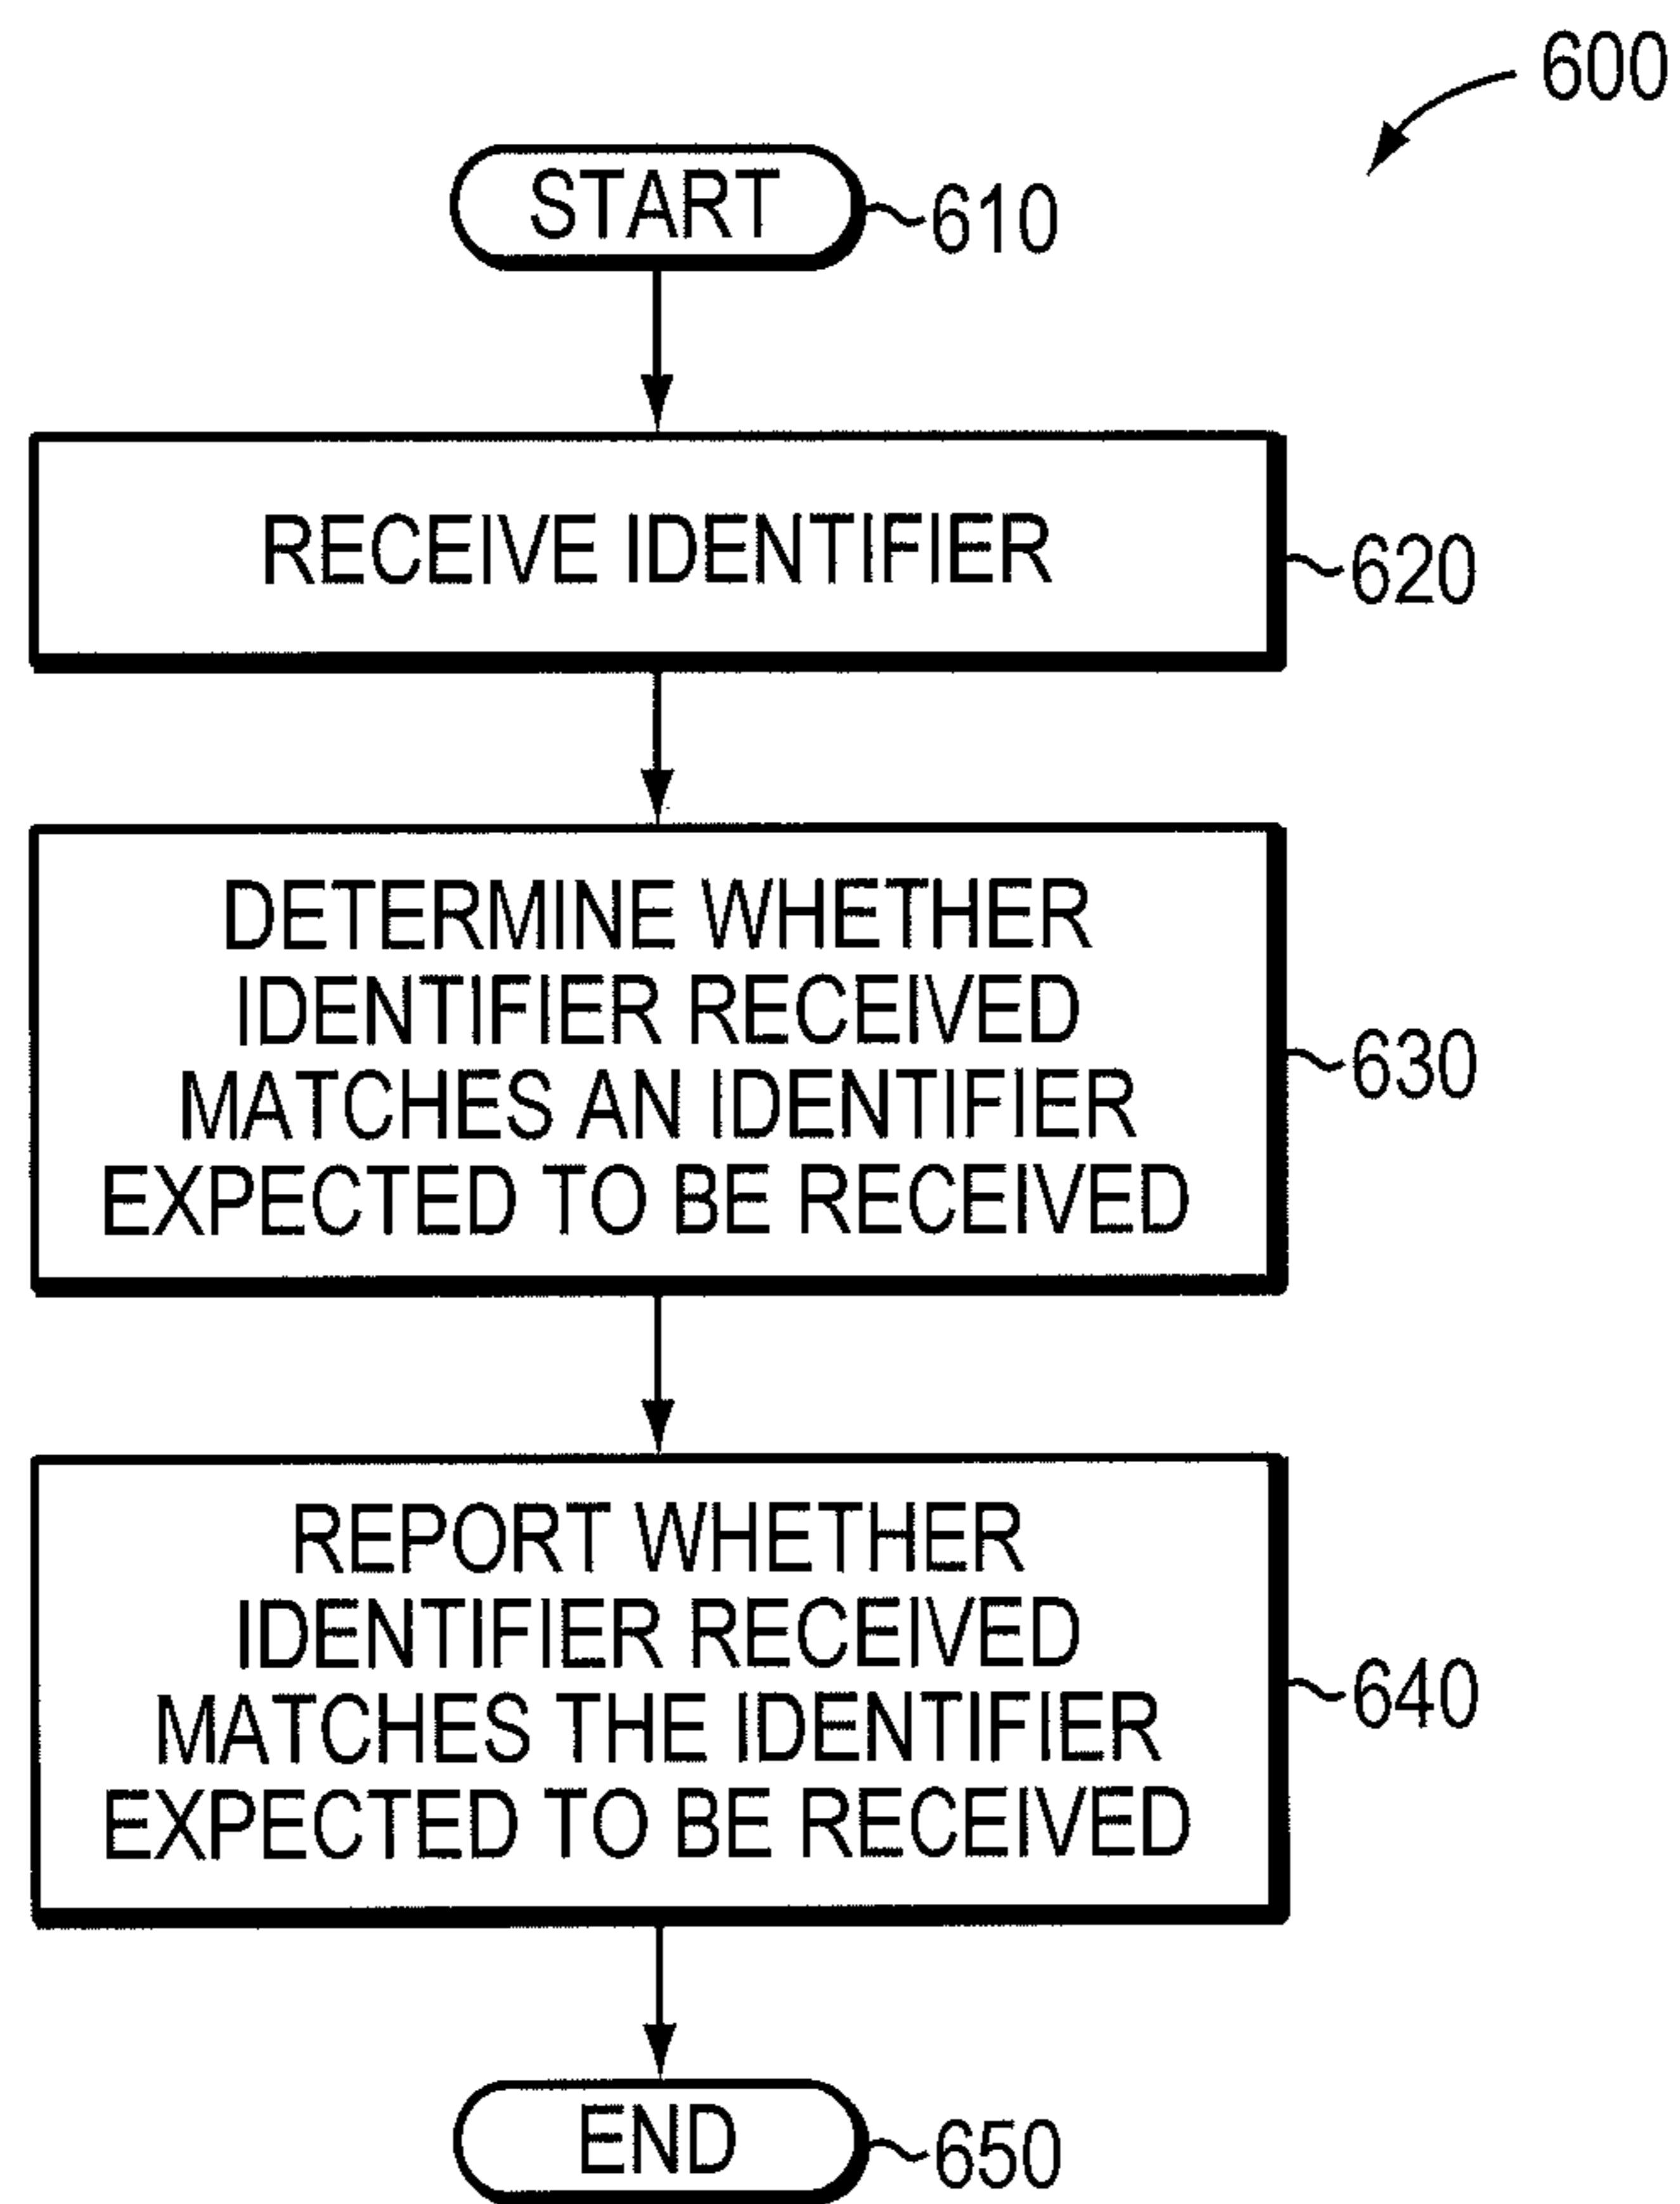 600
START
610
RECEIVE IDENTIFIER
620
DETERMINE WHETHER
IDENTIFIER RECEIVED
MATCHES AN IDENTIFIER
EXPECTED TO BE RECEIVED
630
REPORT WHETHER
IDENTIFIER RECEIVED
MATCHES THE IDENTIFIER
EXPECTED TO BE RECEIVED
640
END
650